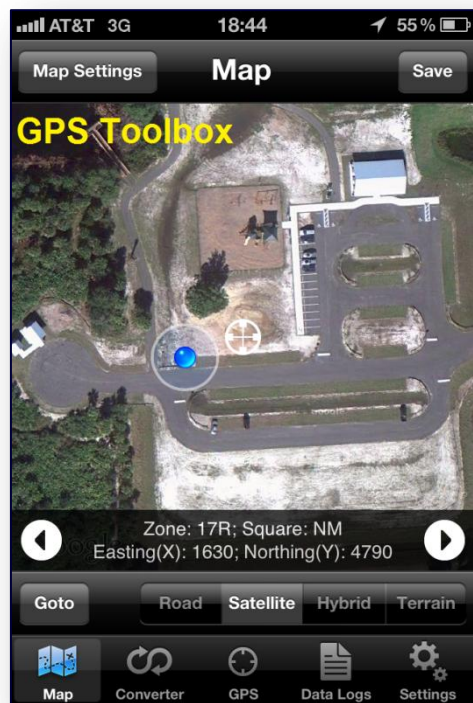 AT&T 3G 18:44 55%
Map Settings Map Save
GPS Toolbox
Zone: 17R; Square: NM
Easting(X): 1630; Northing(Y): 4790
Goto Road Satellite Hybrid Terrain
Map Converter GPS Data Logs Settings